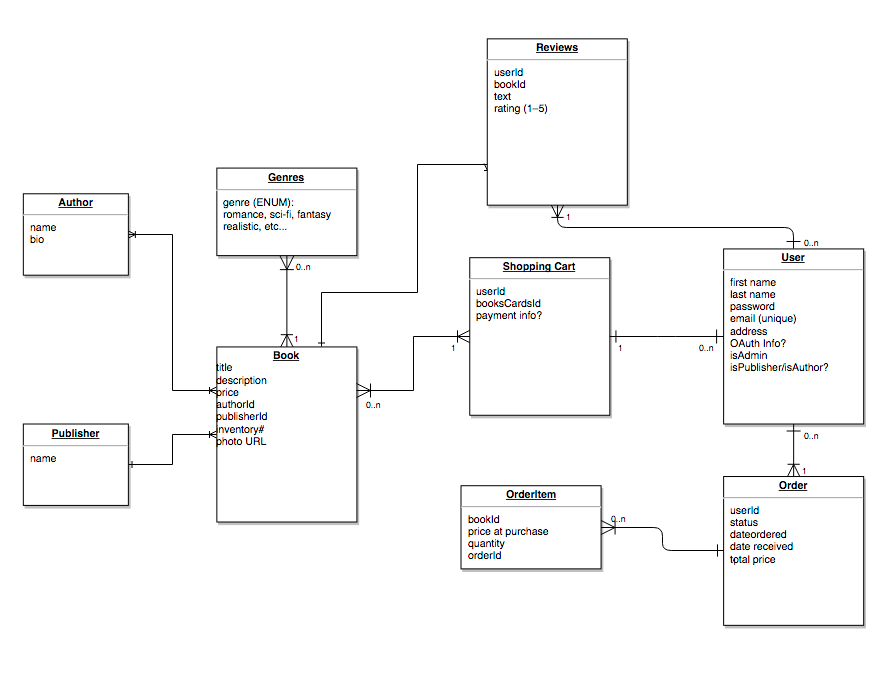 Reviews
userId
bookId
text
rating (1–5)
Genres
genre (ENUM):
romance, sci-fi, fantasy
realistic, etc...
0..n
1
Author
name
bio
1
0..n
Shopping Cart
userId
booksCardsId
payment info?
1
1
0..n
User
first name
last name
password
email (unique)
address
OAuth Info?
isAdmin
isPublisher/isAuthor?
Book
title
description
price
authorId
publisherId
inventory#
photo URL
0..n
Publisher
name
0..n
1
OrderItem
bookId
price at purchase
quantity
orderId
0..n
Order
userId
status
dateordered
date received
total price